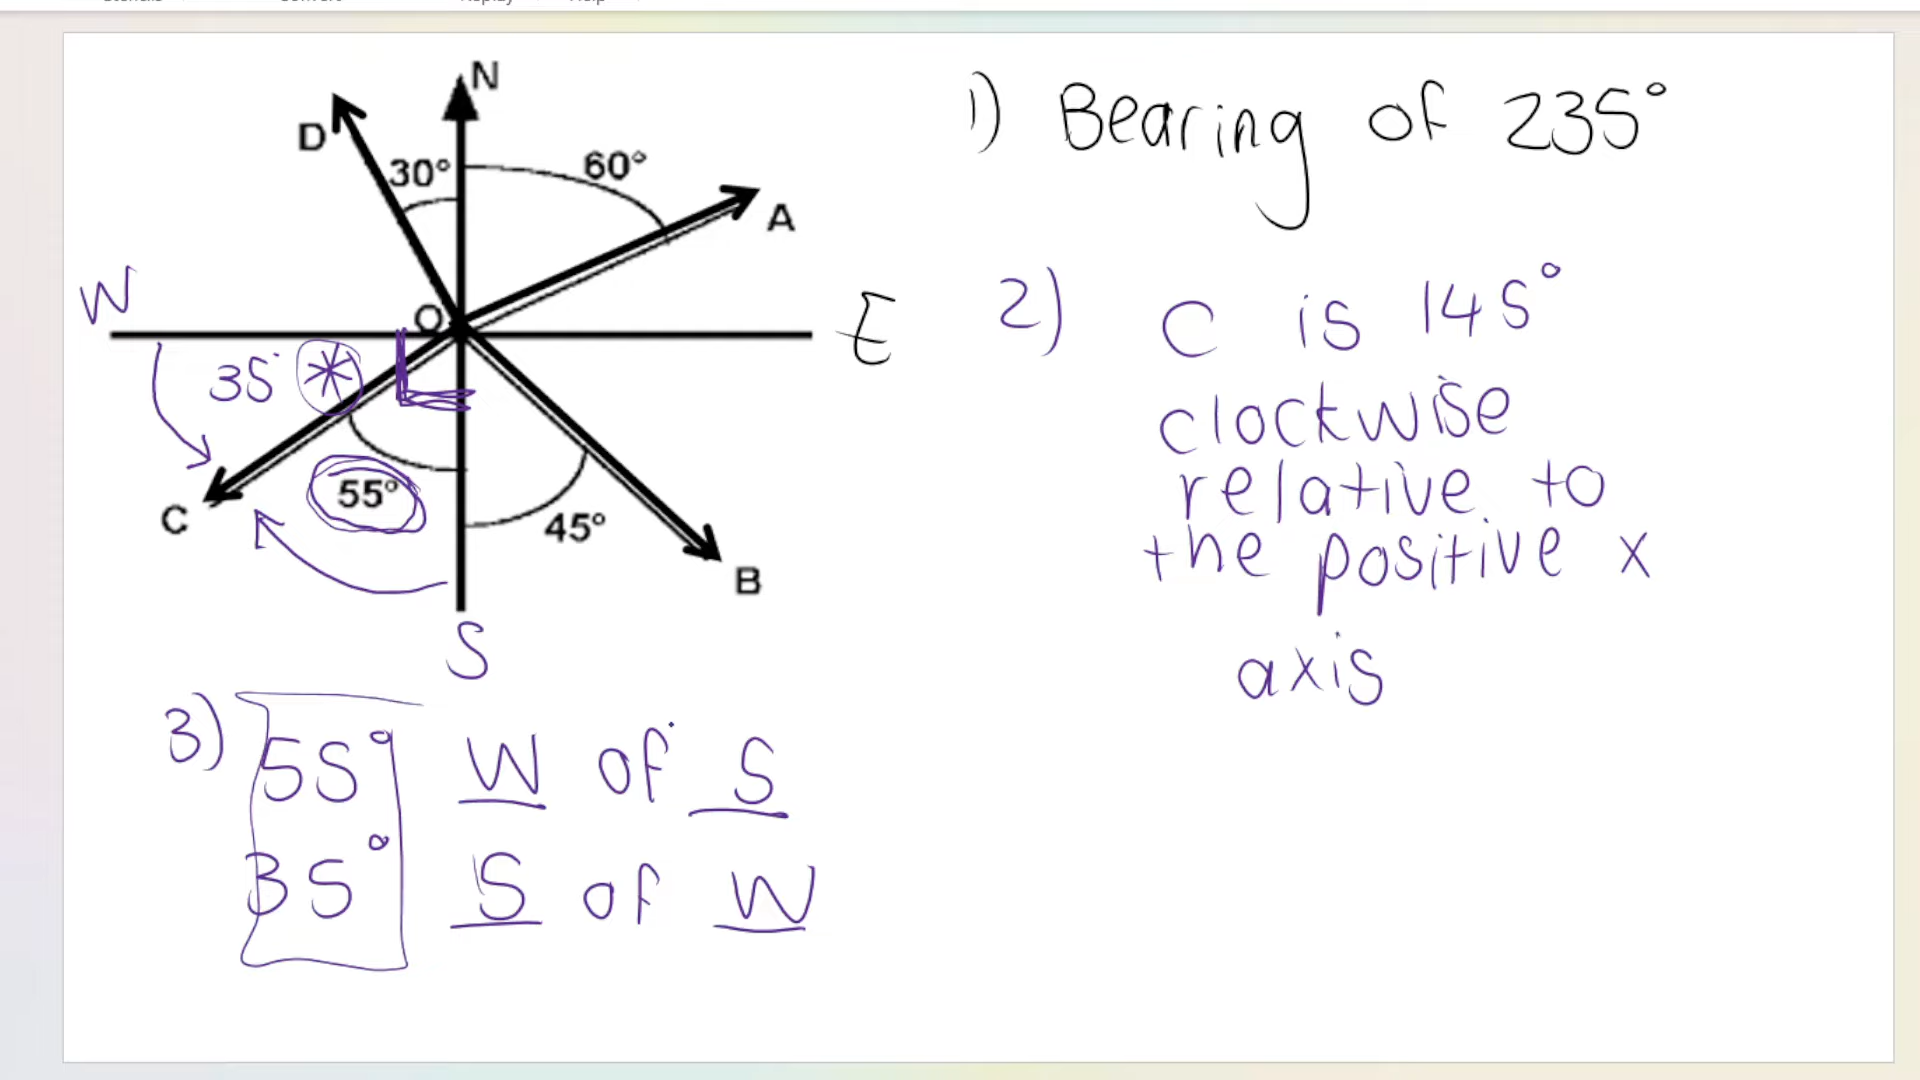 N
D
30°
60°
A
W
O
E
35°
C
55°
45°
B
S
1) Bearing of 235°
2) C is 145°
clockwise
relative to
the positive x
axis
3) 55° W of S
35° S of W